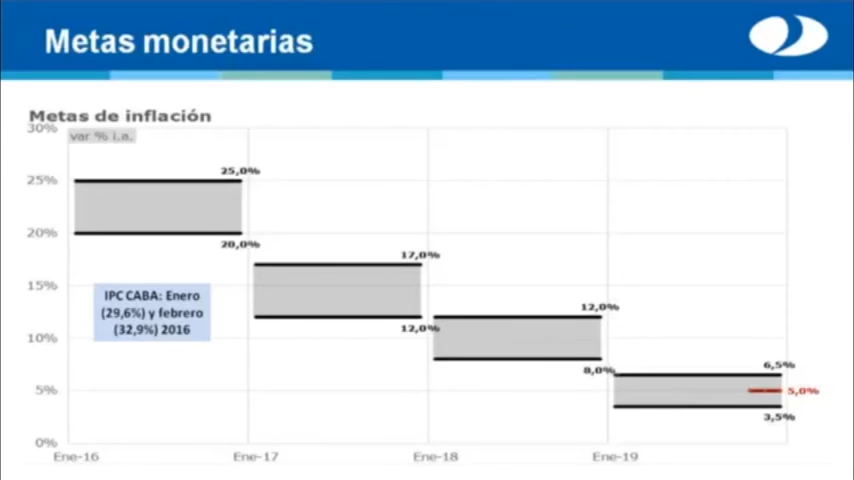 Metas monetarias
Metas de inflación
30%
var % i.a.
25,0%
25%
20%
20,0%
17,0%
15%
IPC CABA: Enero
(29,6%) y febrero
(32,9%) 2016
12,0%
12,0%
10%
8,0%
6,5%
5%
5,0%
3,5%
0%
Ene-16
Ene-17
Ene-18
Ene-19